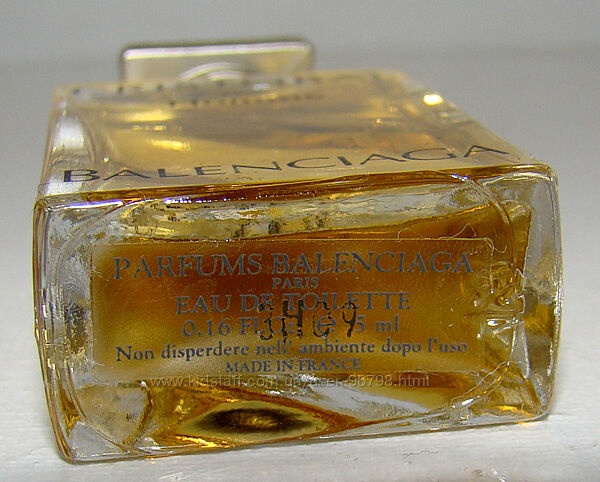 BALENCIAGA
PARFUMS BALENCIAGA
PARIS
EAU DE TOILETTE
0.16 Fl. ℮ 5 ml
Non disperdere nell' ambiente dopo l'uso
MADE IN FRANCE